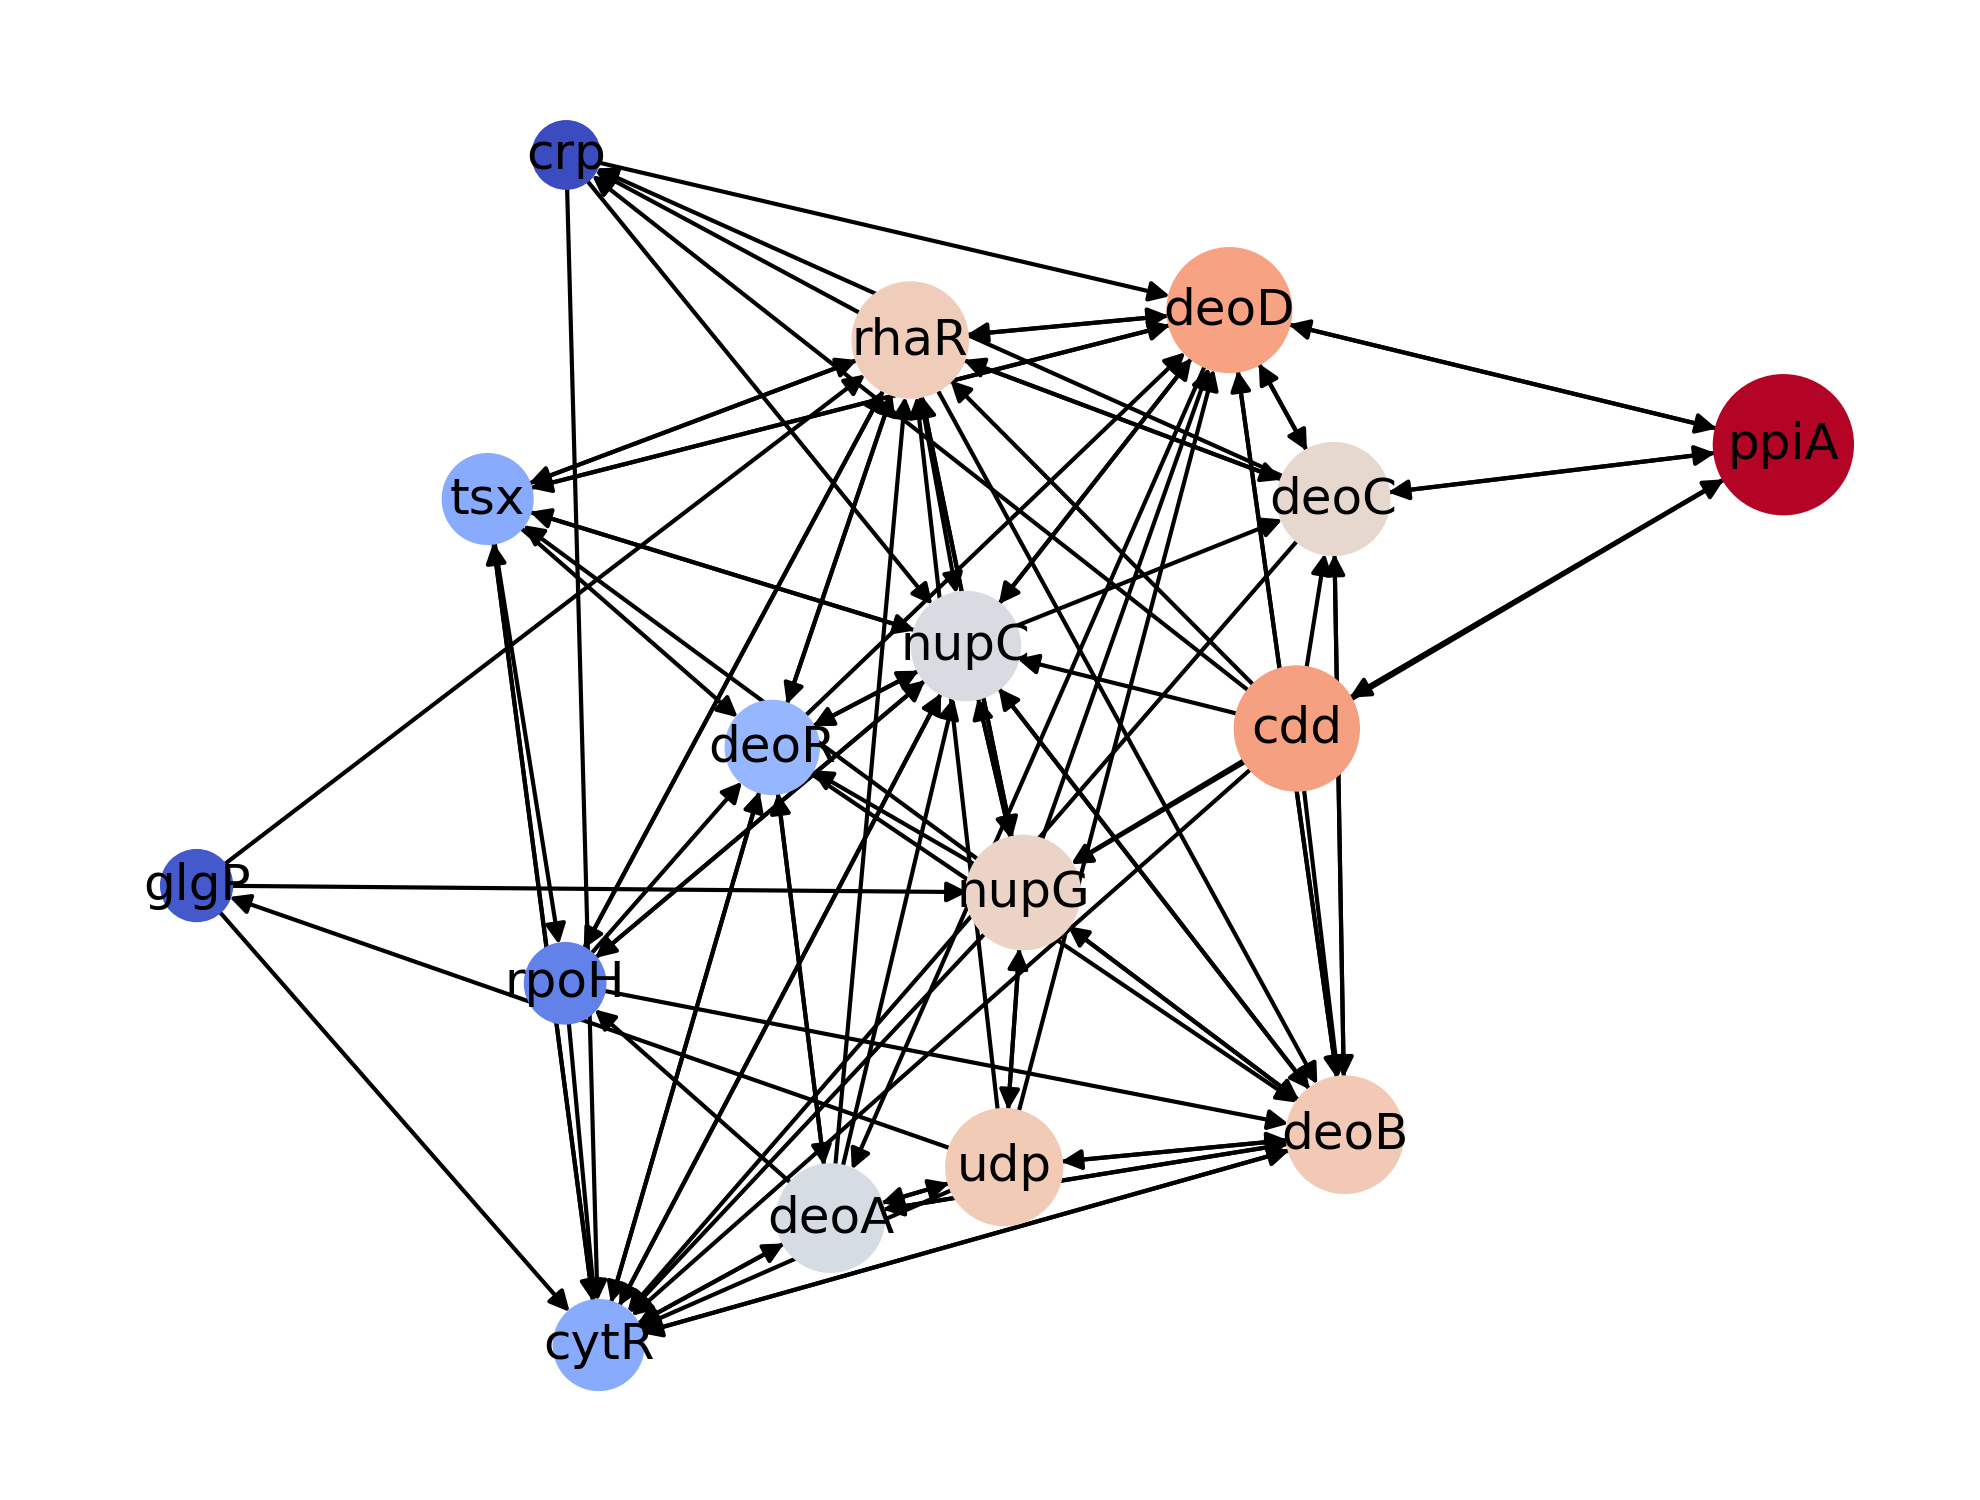 crp
deoD
rhaR
ppiA
tsx
deoC
nupC
cdd
deoR
glgP
nupG
rpoH
deoB
udp
deoA
cytR